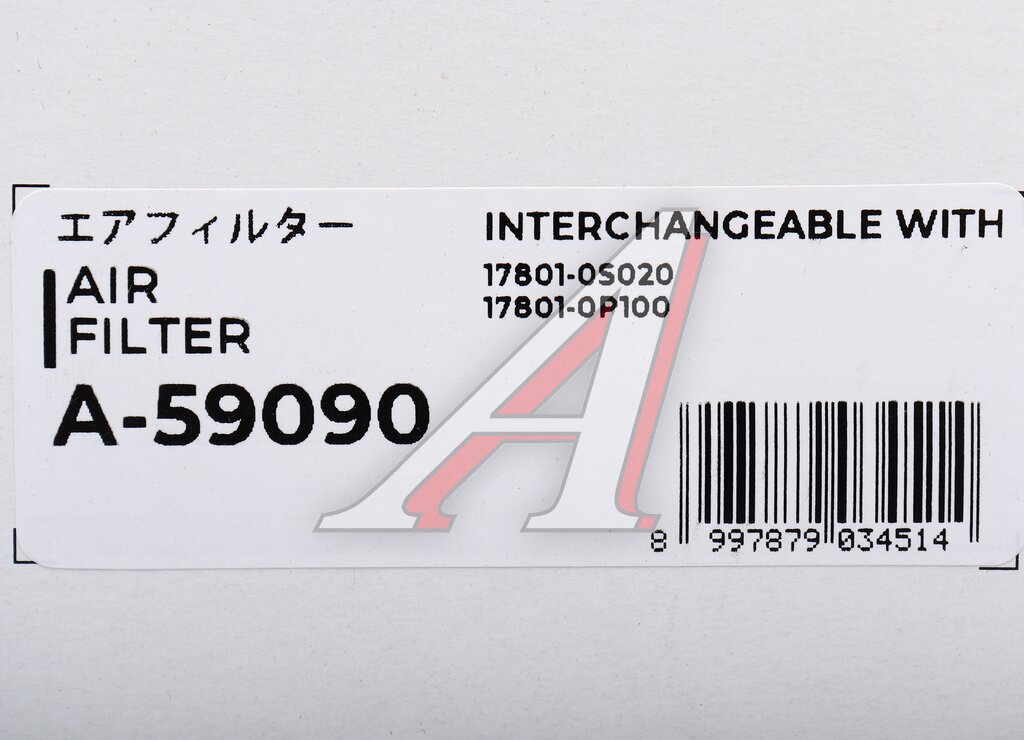 エアフィルター
AIR
FILTER
A-59090
INTERCHANGEABLE WITH
17801-0S020
17801-0P100
8 997879 034514